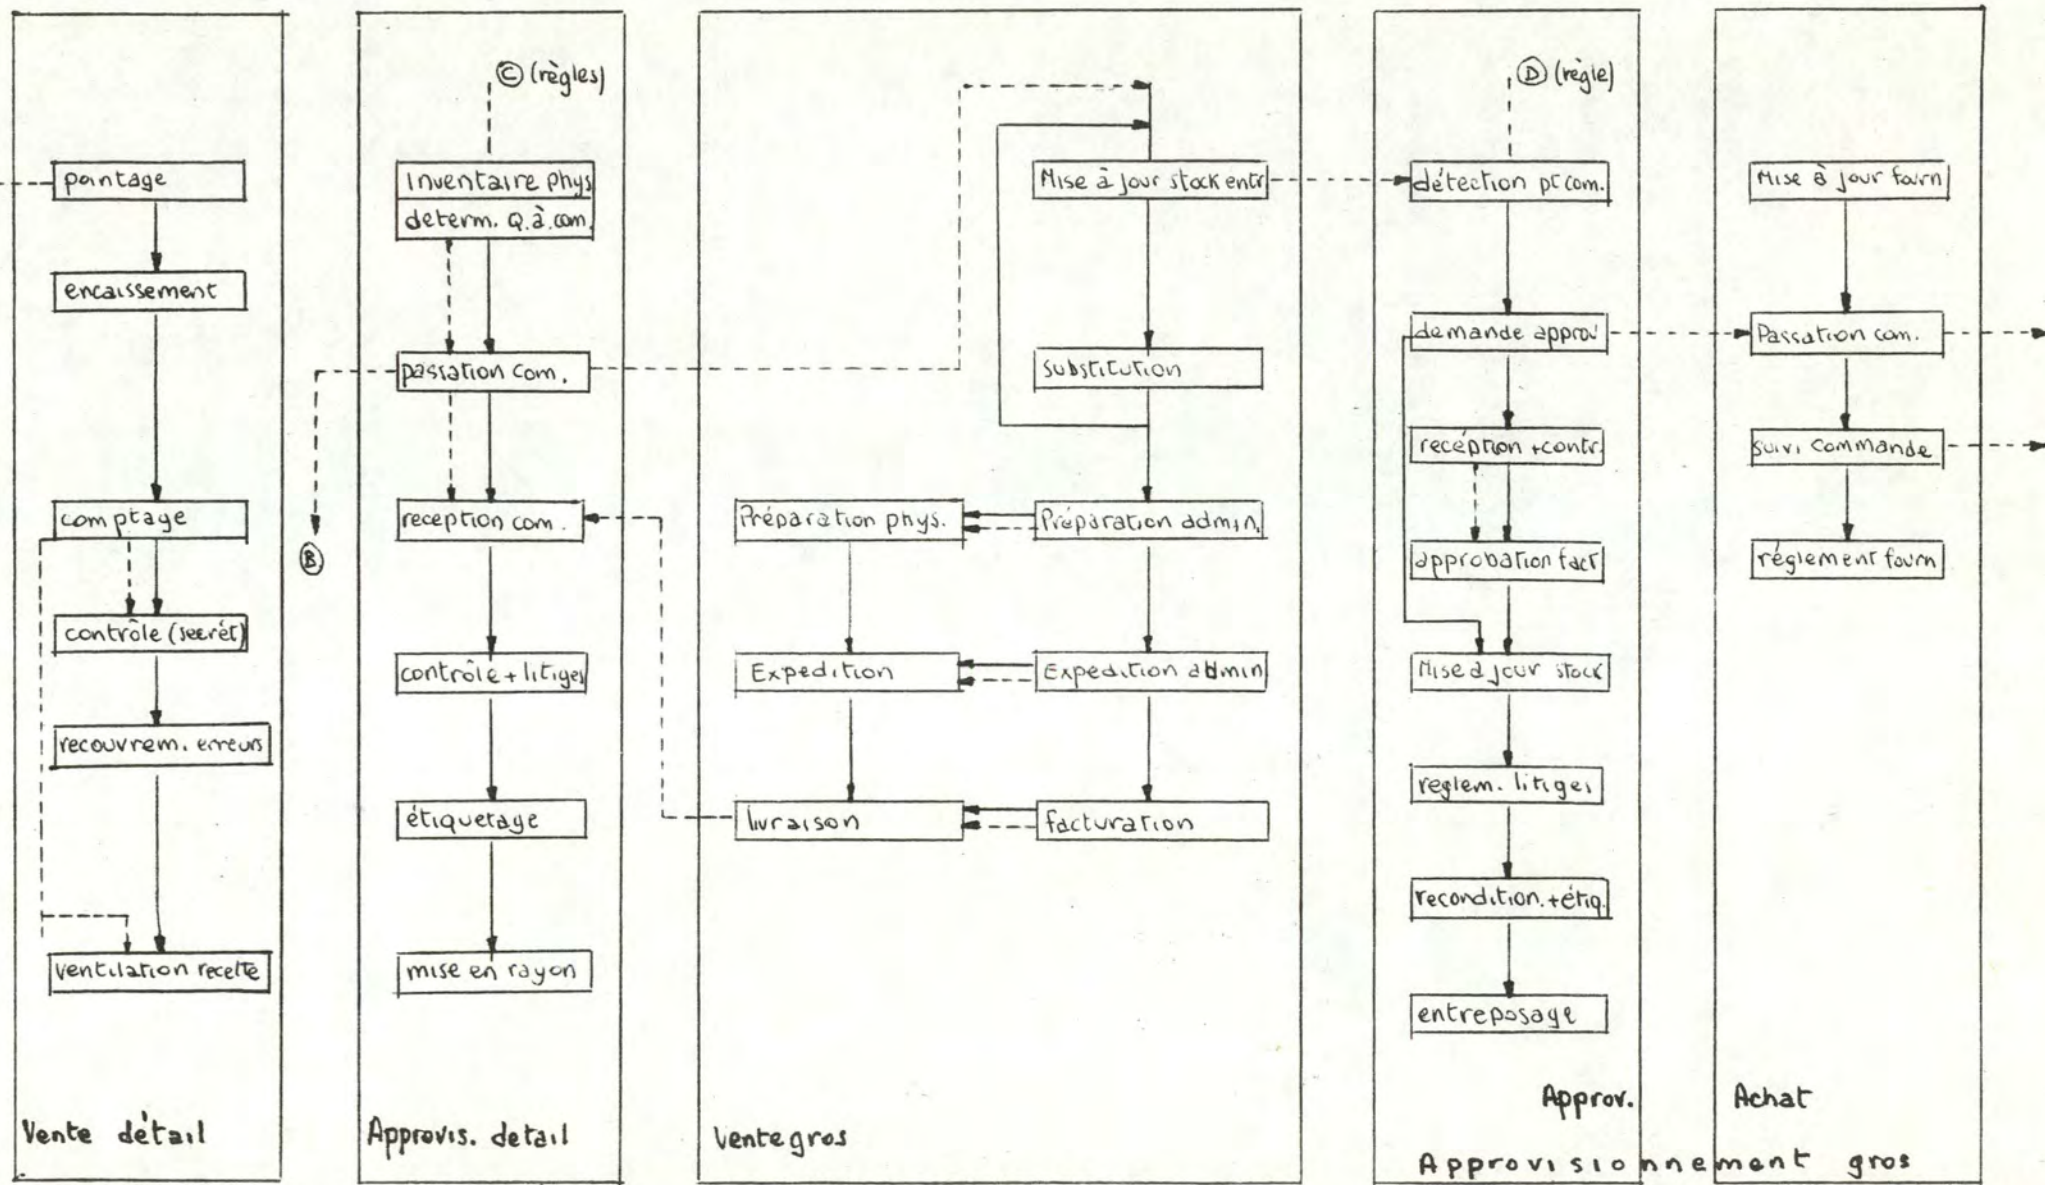 pointage
encaissement
comptage
contrôle (secrét)
recouvrem. erreurs
ventilation recette
Vente détail
Ⓒ (règles)
Inventaire phys
determ. Q.à.com.
passation com.
Ⓑ
reception com.
contrôle + litiges
étiquetage
mise en rayon
Approvis. detail
Mise à jour stock entr
substitution
Préparation phys.
Préparation admin.
Expedition
Expedition admin
livraison
facturation
Vente gros
Ⓓ (règle)
détection pt com.
demande approv
recéption + contr.
approbation fact
Mise à jour stock
reglem. litiges
recondition. + étiq.
entreposage
Approv.
Mise à jour fourn
Passation com.
suivi commande
réglement fourn
Achat
Approvisionnement gros